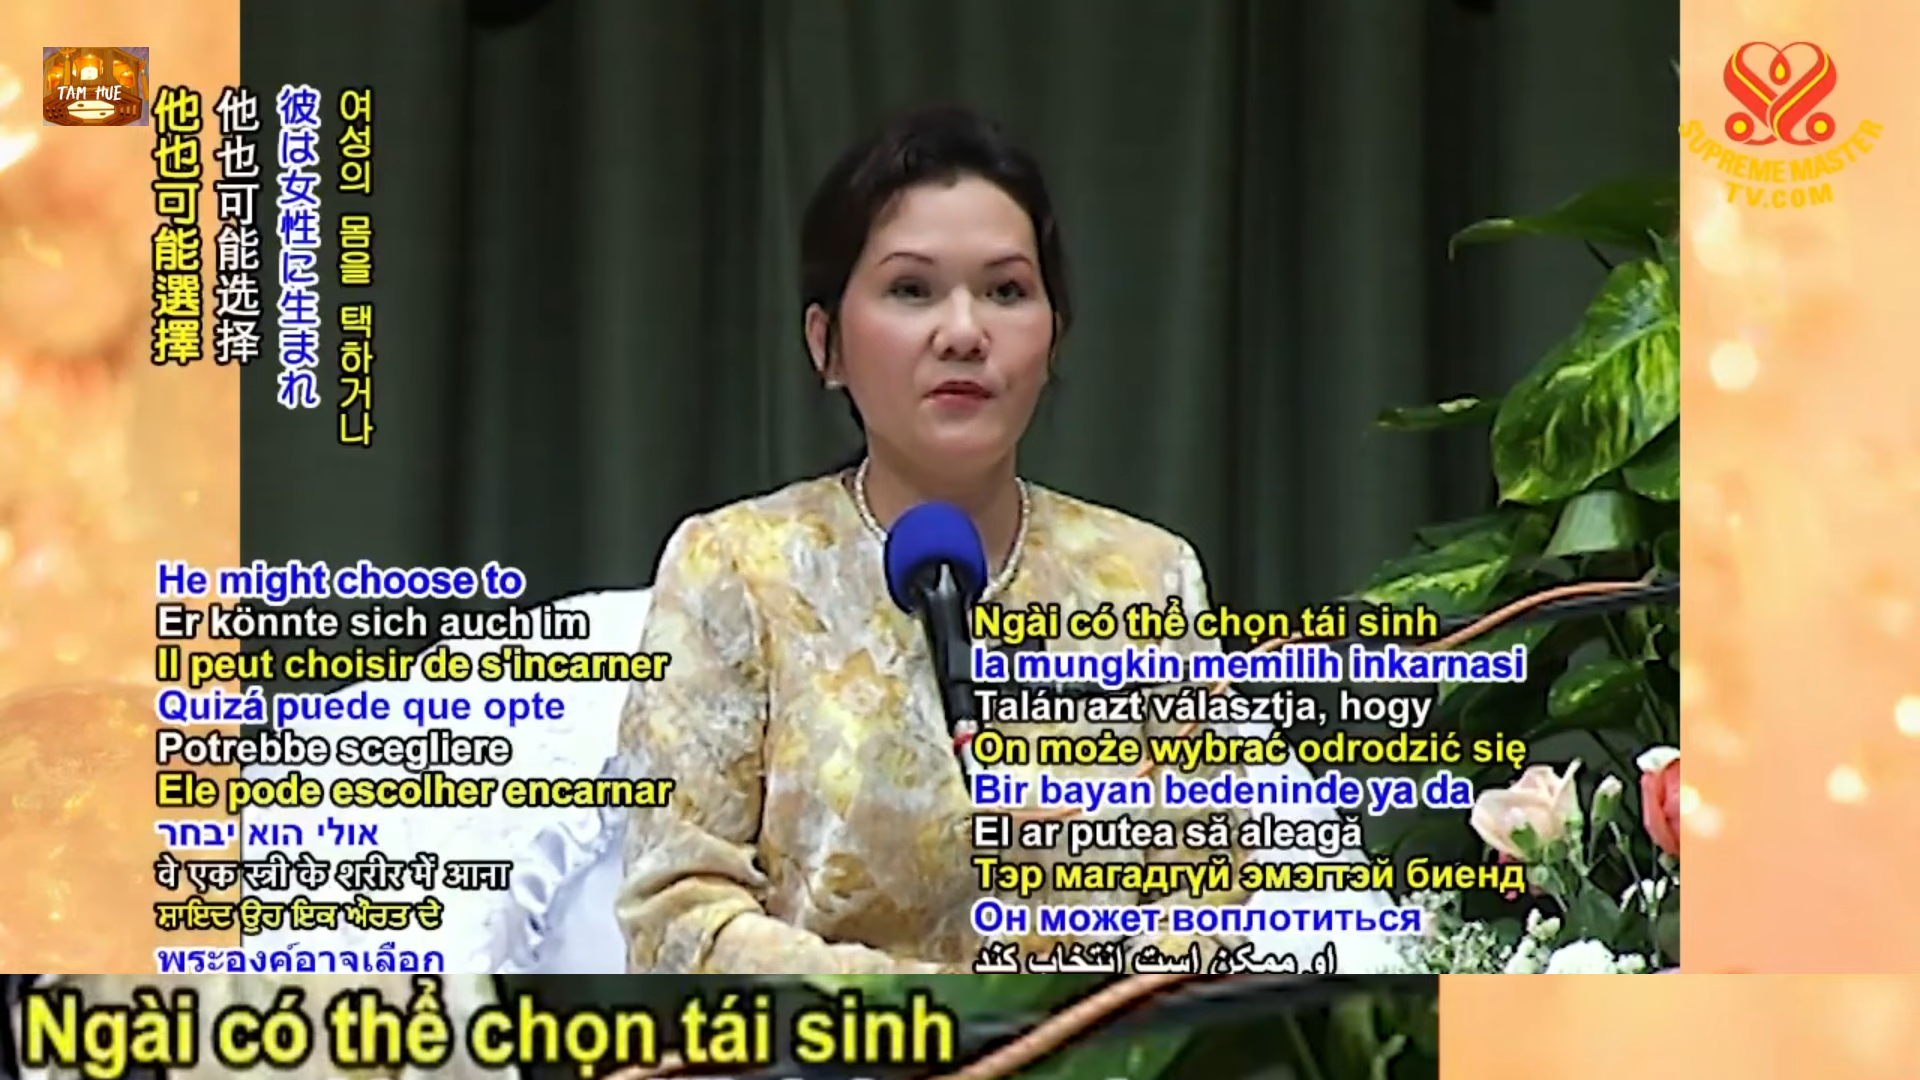 TAM HUE
SUPREME MASTER
TV.COM
他也可能選擇
他也可能选择
彼は女性に生まれ
여성의 몸을 택하거나
He might choose to
Er könnte sich auch im
Il peut choisir de s'incarner
Quizá puede que opte
Potrebbe scegliere
Ele pode escolher encarnar
אולי הוא יבחר
वे एक स्त्री के शरीर में आना
ਸ਼ਾਇਦ ਉਹ ਇਕ ਔਰਤ ਦੇ
พระองค์อาจเลือก
Ngài có thể chọn tái sinh
Ia mungkin memilih inkarnasi
Talán azt választja, hogy
On może wybrać odrodzić się
Bir bayan bedeninde ya da
El ar putea să aleagă
Тэр магадгүй эмэгтэй биенд
Он может воплотиться
او ممکن است انتخاب کند
Ngài có thể chọn tái sinh